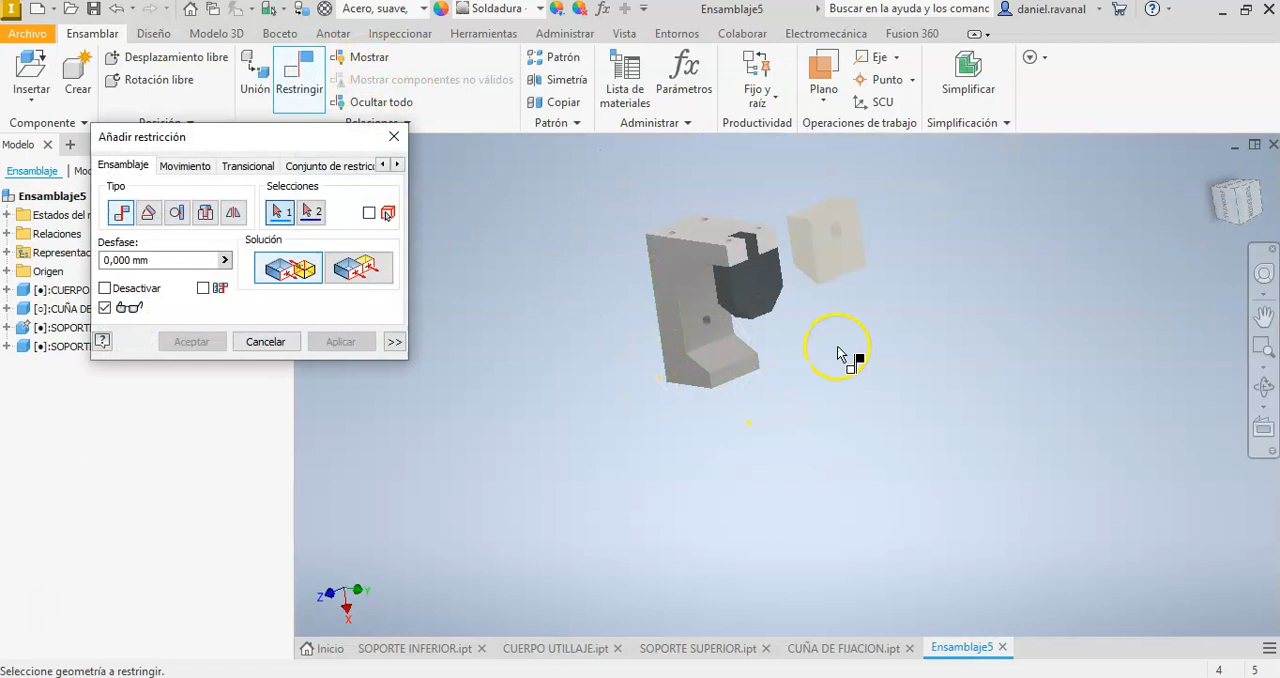 Acero, suave,
Soldadura
fx
Ensamblaje5
Buscar en la ayuda y los comanc
daniel.ravanal
Archivo
Ensamblar
Diseño
Modelo 3D
Boceto
Anotar
Inspeccionar
Herramientas
Administrar
Vista
Entornos
Colaborar
Electromecánica
Fusion 360
Insertar
Crear
Desplazamiento libre
Rotación libre
Unión
Restringir
Mostrar
Mostrar componentes no válidos
Ocultar todo
Patrón
Simetría
Copiar
Lista de
materiales
fx
Parámetros
Fijo y
raíz
Plano
Eje
Punto
SCU
Simplificar
Componente
Patrón
Administrar
Productividad
Operaciones de trabajo
Simplificación
Modelo
Ensamblaje
Ensamblaje5
Estados del
Relaciones
Representac
Origen
[●]:CUERPO
[○]:CUÑA DE
SOPORT
[●]:SOPORT
Añadir restricción
Ensamblaje
Movimiento
Transicional
Conjunto de restricc
Tipo
Selecciones
1
2
Desfase:
0,000 mm
Solución
Desactivar
Aceptar
Cancelar
Aplicar
>>
Z
Y
X
Inicio
SOPORTE INFERIOR.ipt
CUERPO UTILLAJE.ipt
SOPORTE SUPERIOR.ipt
CUÑA DE FIJACION.ipt
Ensamblaje5
Seleccione geometría a restringir.
4
5